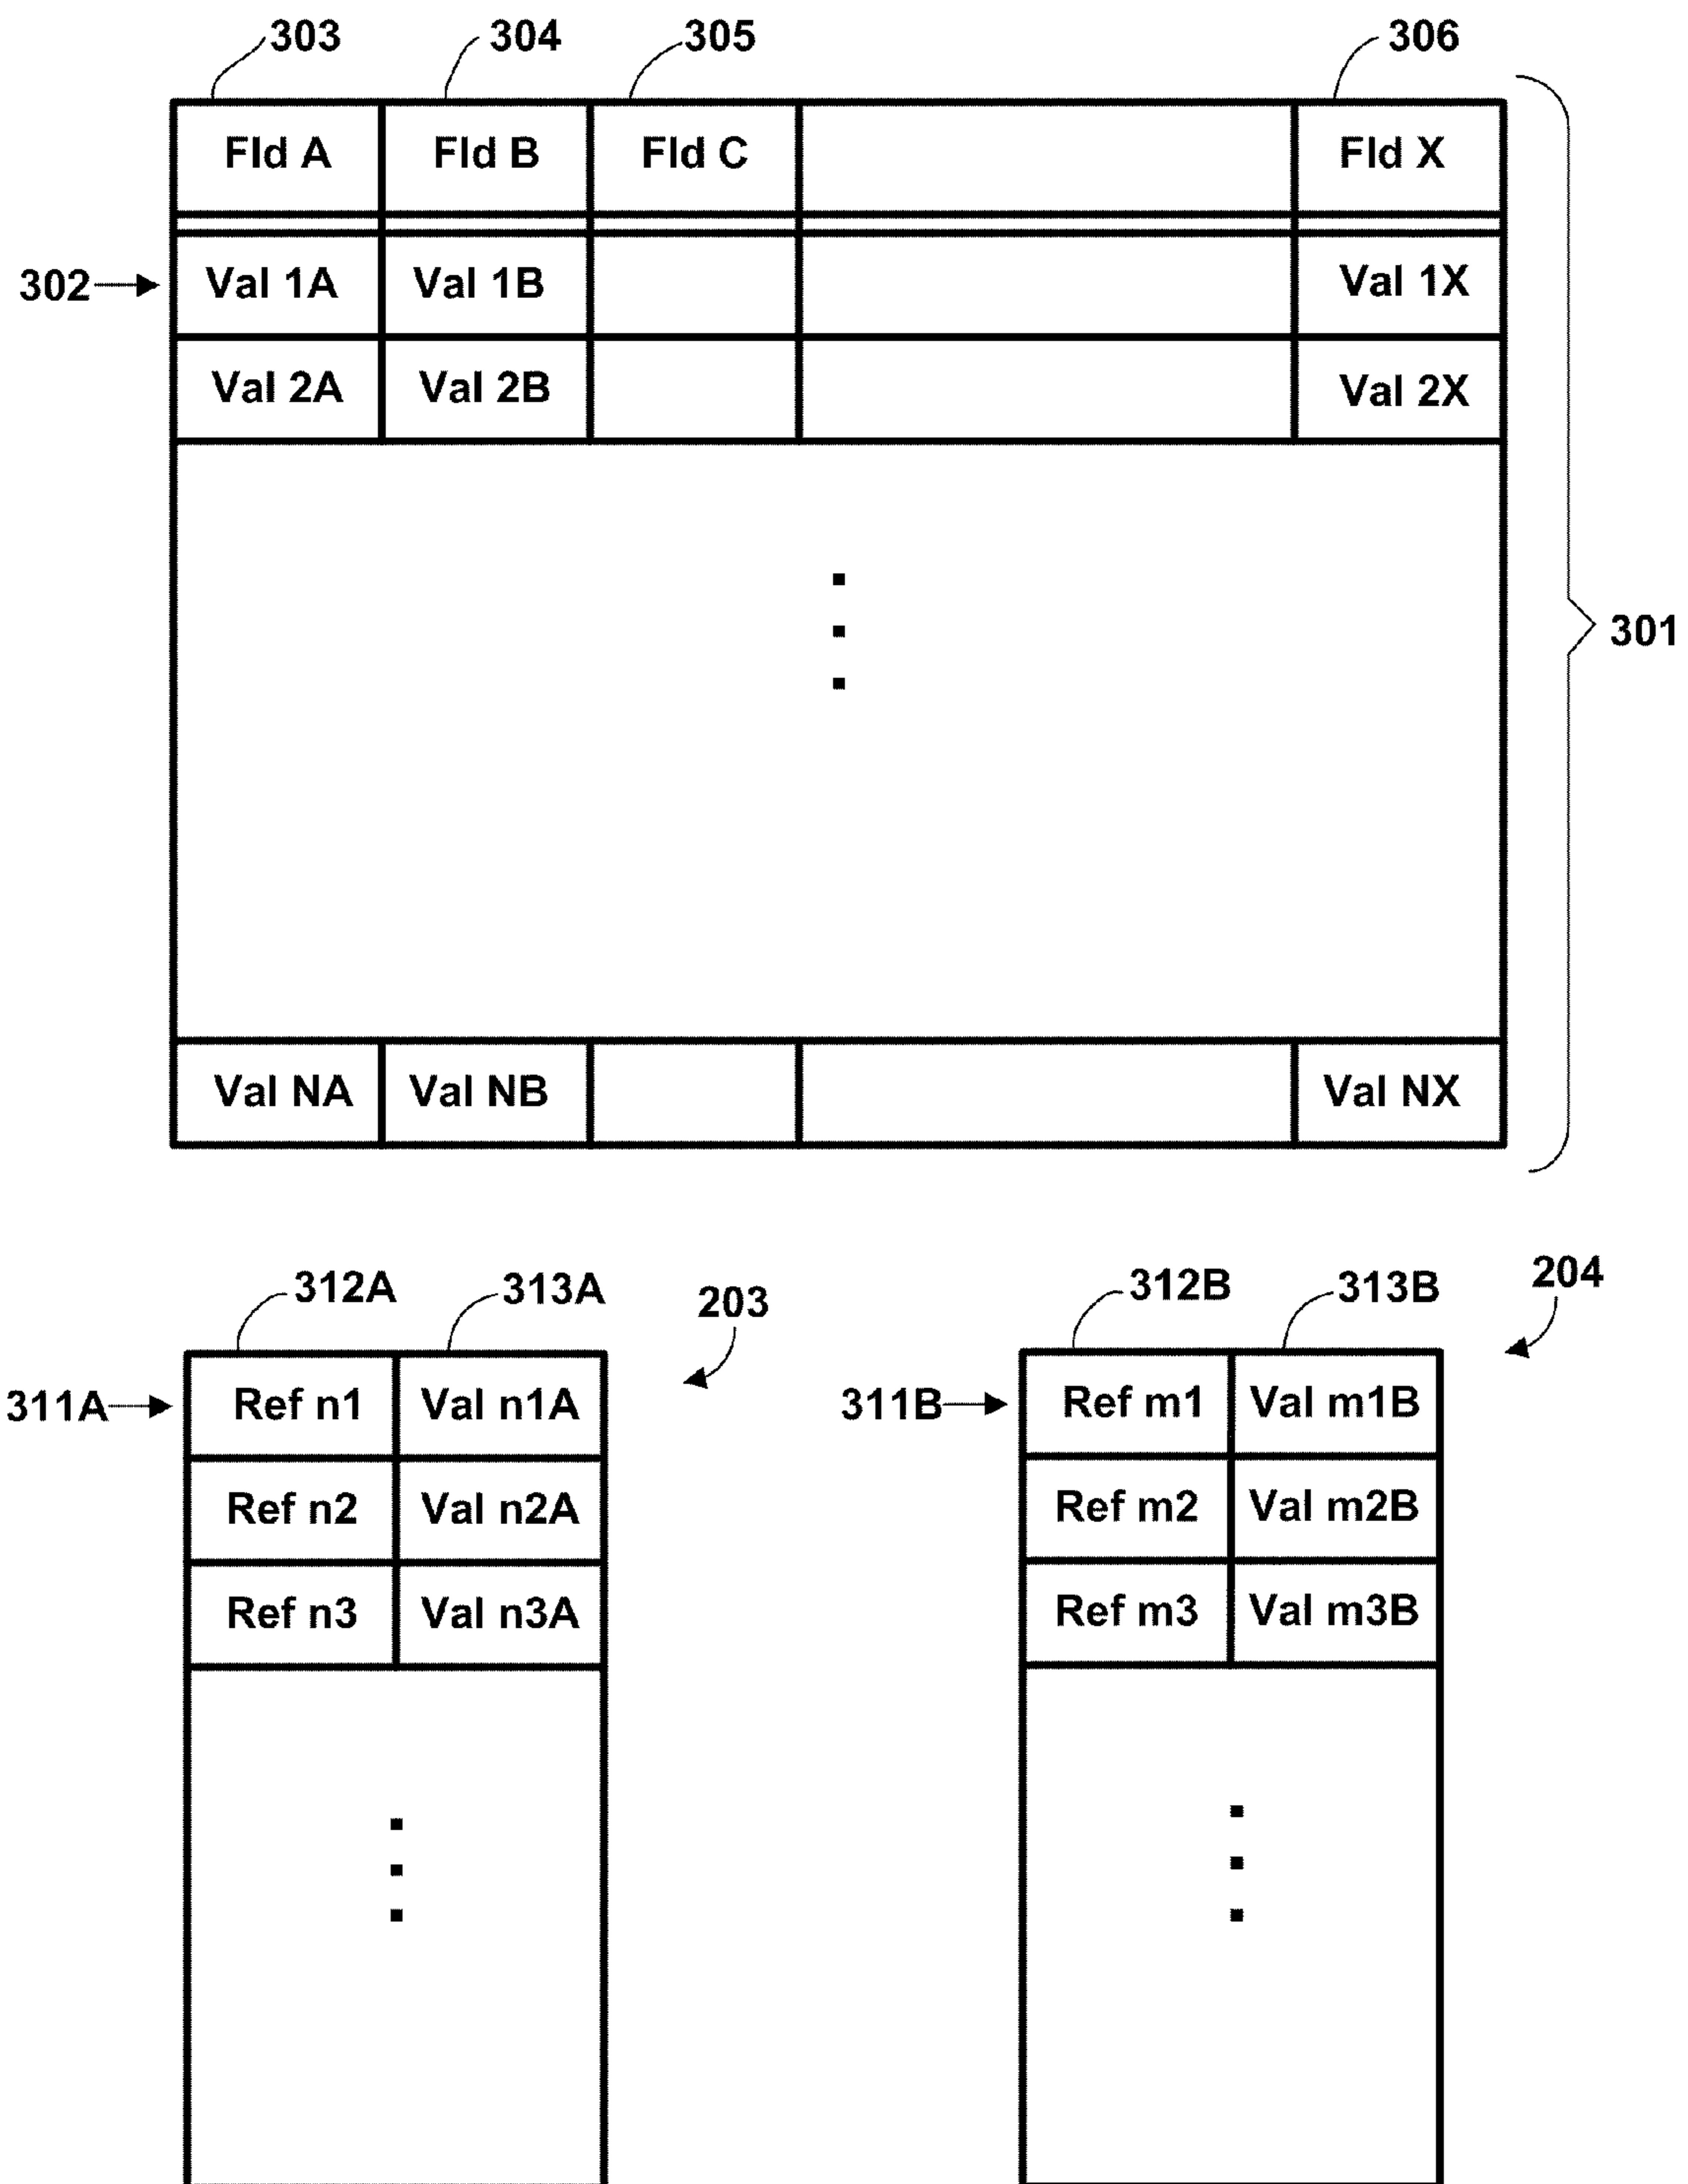 303 304 305 306
Fld A Fld B Fld C Fld X
302 Val 1A Val 1B Val 1X
Val 2A Val 2B Val 2X
301
Val NA Val NB Val NX
312A 313A 203 312B 313B 204
311A Ref n1 Val n1A 311B Ref m1 Val m1B
Ref n2 Val n2A Ref m2 Val m2B
Ref n3 Val n3A Ref m3 Val m3B